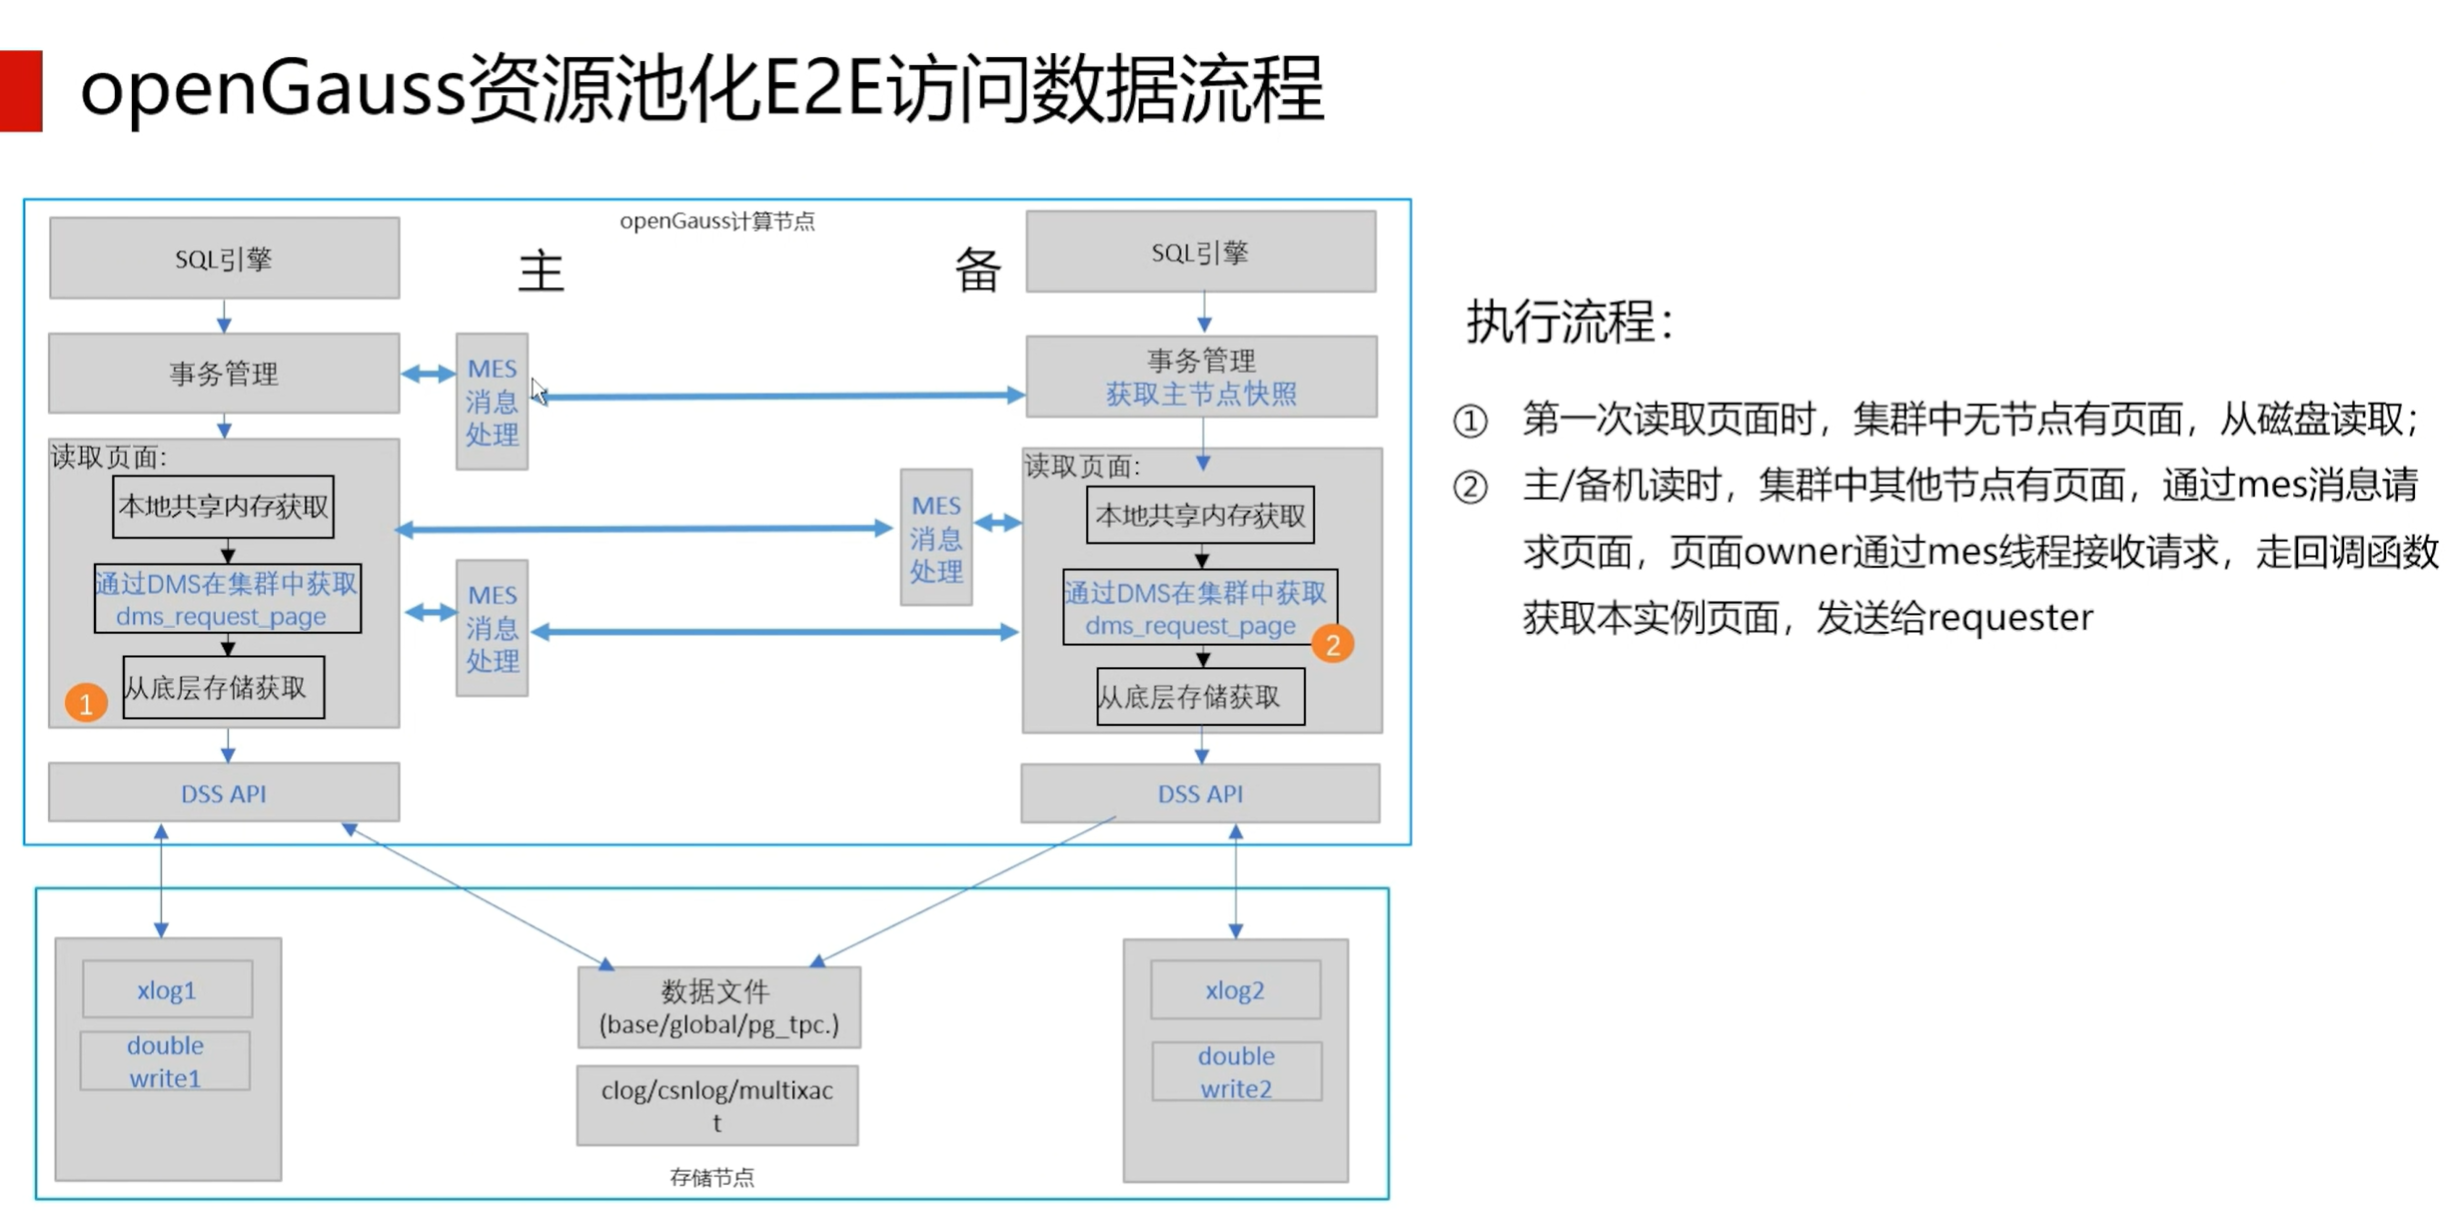 openGauss资源池化E2E访问数据流程
openGauss计算节点
主
备
SQL引擎
事务管理
MES
消息
处理
读取页面:
本地共享内存获取
通过DMS在集群中获取
dms_request_page
从底层存储获取
1
MES
消息
处理
DSS API
SQL引擎
事务管理
获取主节点快照
MES
消息
处理
读取页面:
本地共享内存获取
通过DMS在集群中获取
dms_request_page
2
从底层存储获取
DSS API
xlog1
double
write1
数据文件
(base/global/pg_tpc.)
clog/csnlog/multixac
t
xlog2
double
write2
存储节点
执行流程：
① 第一次读取页面时，集群中无节点有页面，从磁盘读取；
② 主/备机读时，集群中其他节点有页面，通过mes消息请
求页面，页面owner通过mes线程接收请求，走回调函数
获取本实例页面，发送给requester